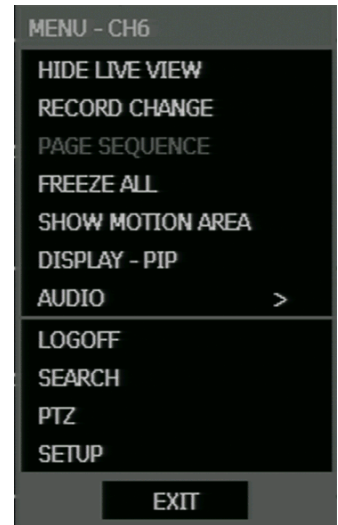 MENU - CH6
HIDE LIVE VIEW
RECORD CHANGE
PAGE SEQUENCE
FREEZE ALL
SHOW MOTION AREA
DISPLAY - PIP
AUDIO >
LOGOFF
SEARCH
PTZ
SETUP
EXIT